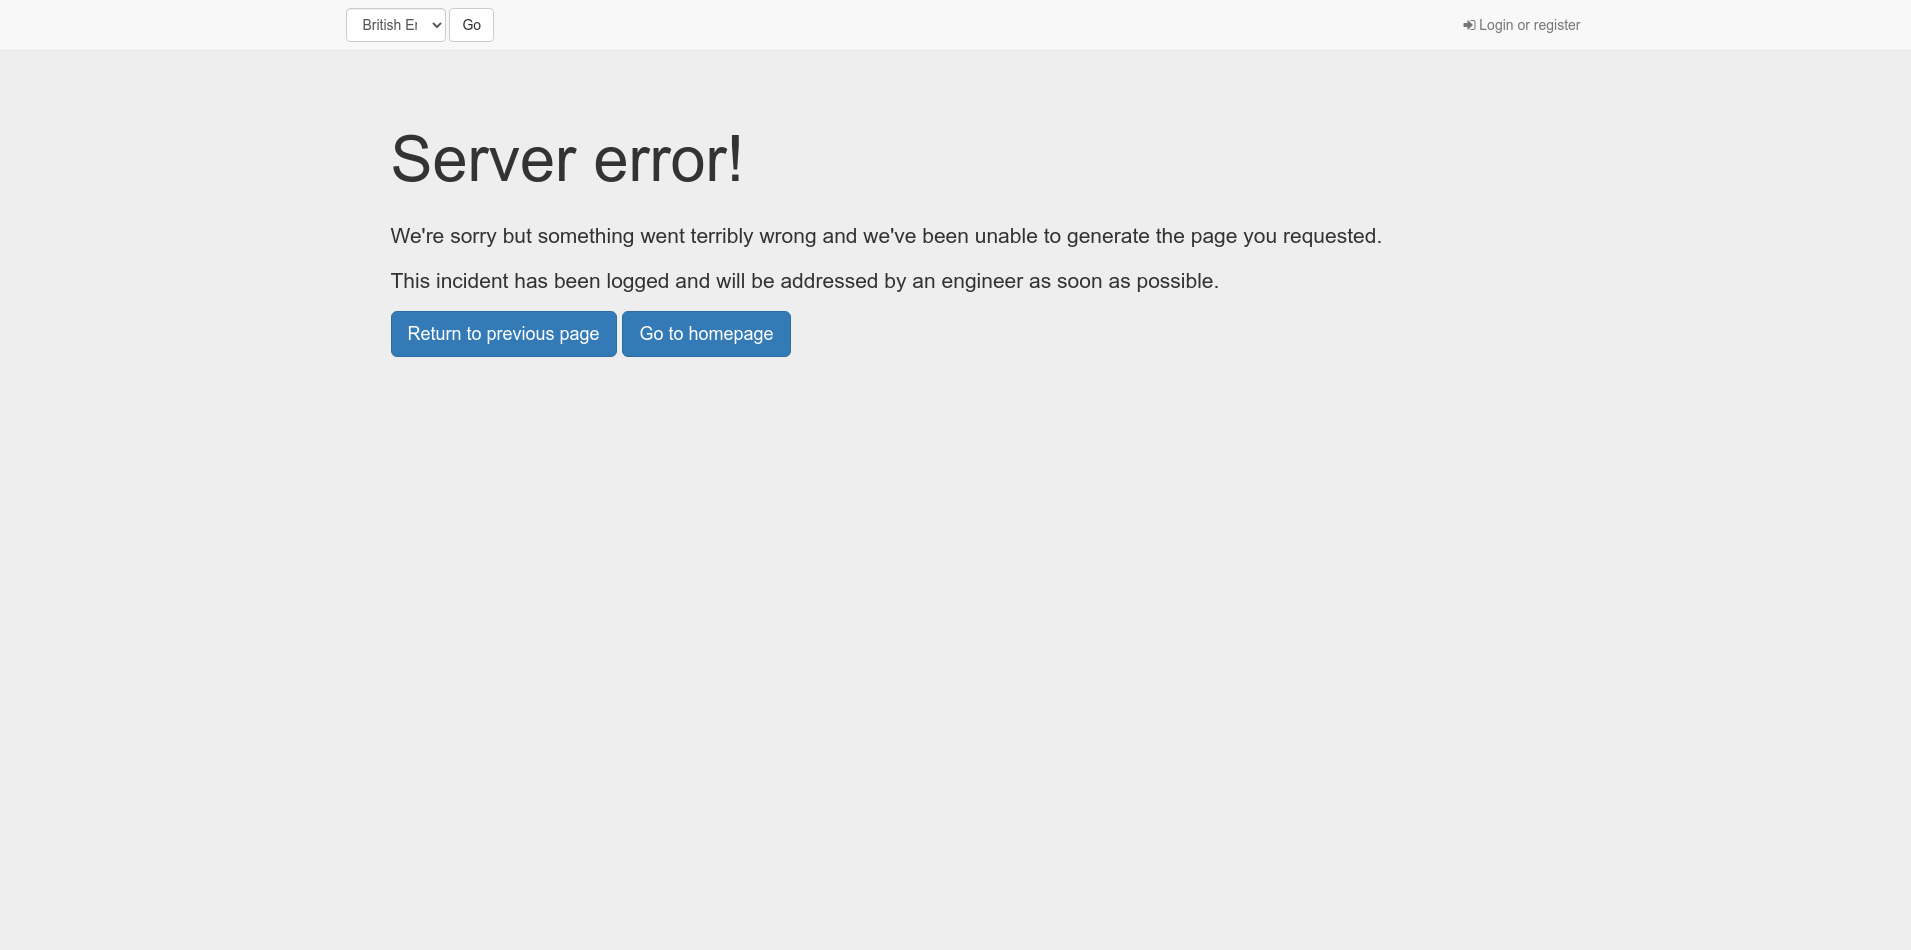 British Er
Go
Login or register
Server error!
We're sorry but something went terribly wrong and we've been unable to generate the page you requested.
This incident has been logged and will be addressed by an engineer as soon as possible.
Return to previous page
Go to homepage